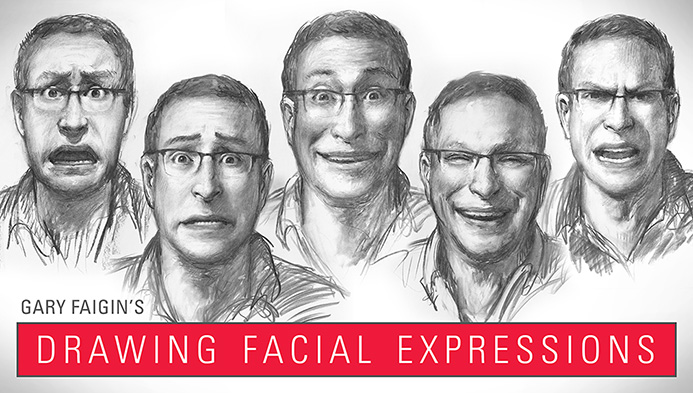 GARY FAIGIN'S
DRAWING FACIAL EXPRESSIONS